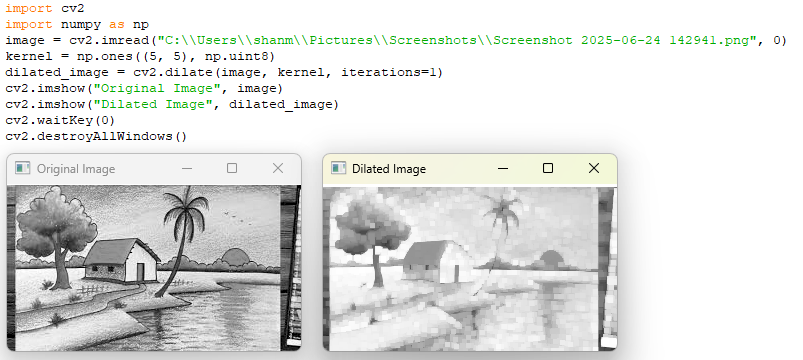 import cv2
import numpy as np
image = cv2.imread("C:\\Users\\shanm\\Pictures\\Screenshots\\Screenshot 2025-06-24 142941.png", 0)
kernel = np.ones((5, 5), np.uint8)
dilated_image = cv2.dilate(image, kernel, iterations=1)
cv2.imshow("Original Image", image)
cv2.imshow("Dilated Image", dilated_image)
cv2.waitKey(0)
cv2.destroyAllWindows()
Original Image
Dilated Image